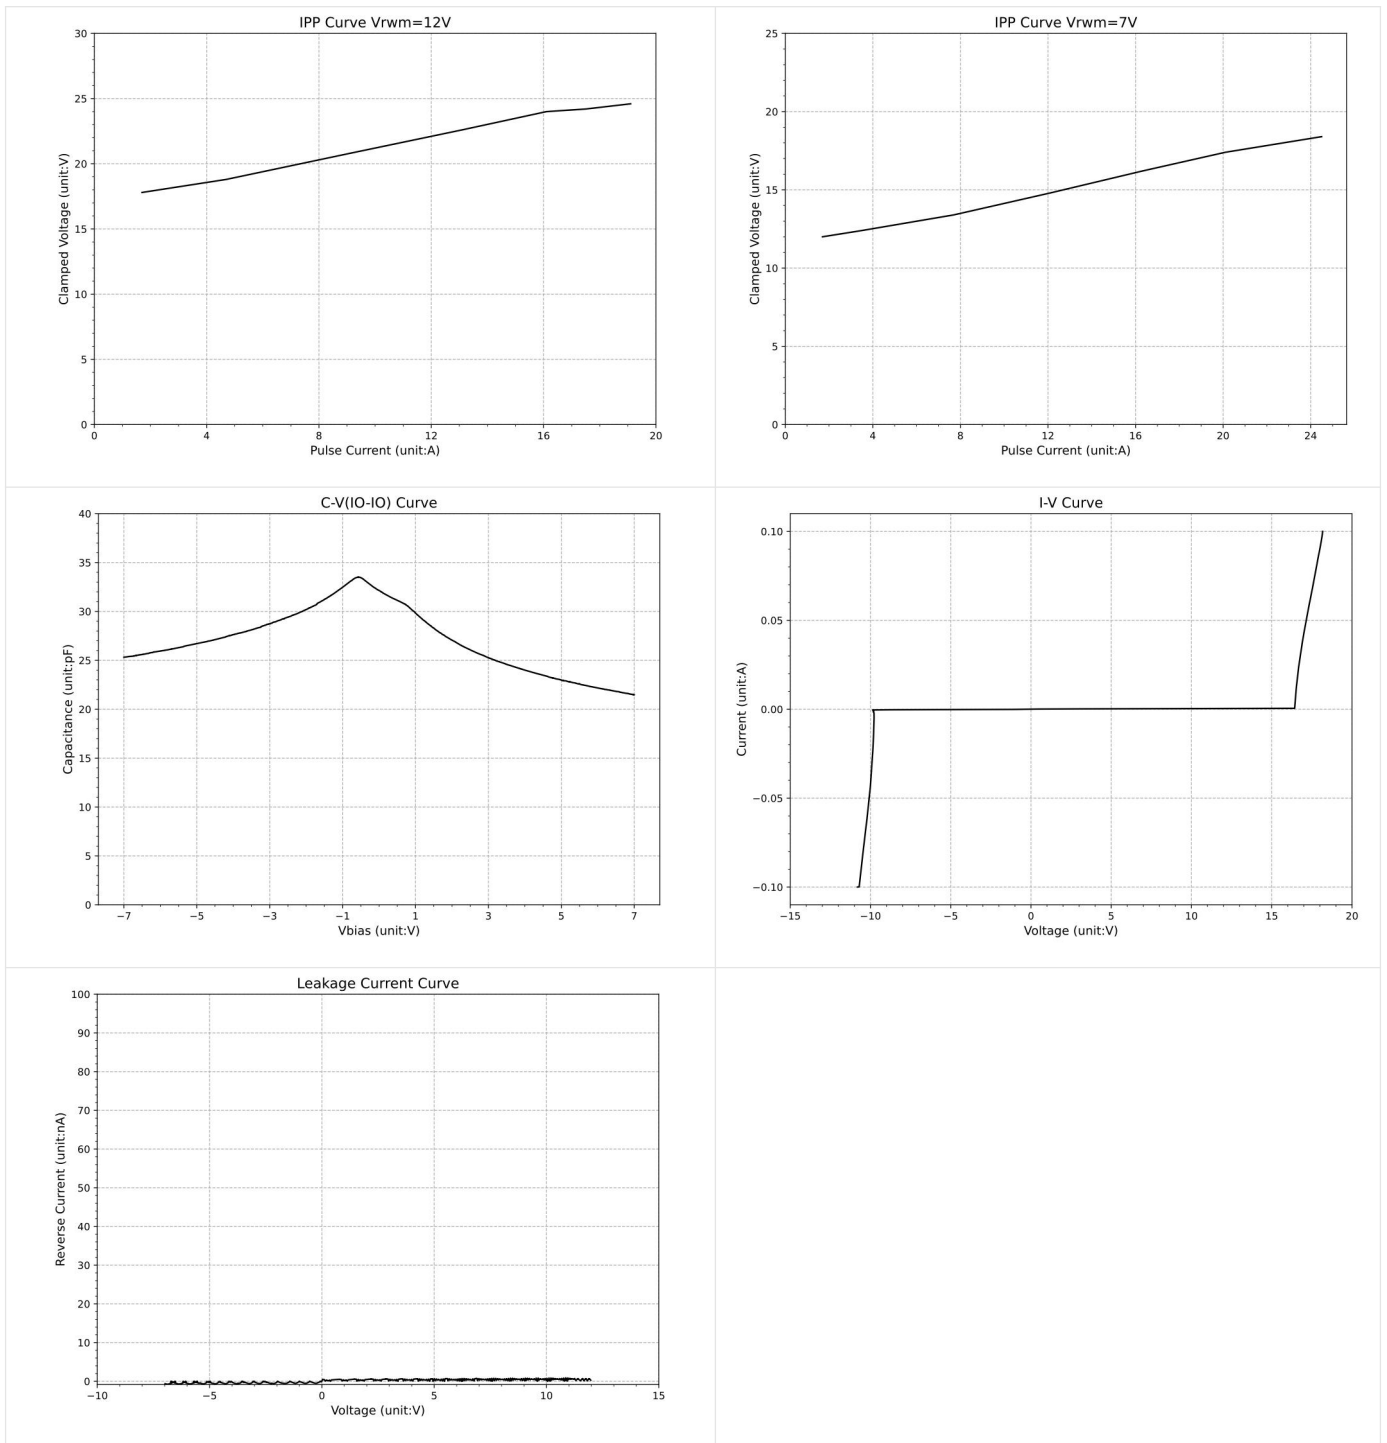 IPP Curve Vrwm=12V
30
25
20
15
10
5
0
Clamped Voltage (unit:V)
0 4 8 12 16 20
Pulse Current (unit:A)
IPP Curve Vrwm=7V
25
20
15
10
5
0
Clamped Voltage (unit:V)
0 4 8 12 16 20 24
Pulse Current (unit:A)
C-V(IO-IO) Curve
40
35
30
25
20
15
10
5
0
Capacitance (unit:pF)
−7 −5 −3 −1 1 3 5 7
Vbias (unit:V)
I-V Curve
0.10
0.05
0.00
−0.05
−0.10
Current (unit:A)
−15 −10 −5 0 5 10 15 20
Voltage (unit:V)
Leakage Current Curve
100
90
80
70
60
50
40
30
20
10
0
Reverse Current (unit:nA)
−10 −5 0 5 10 15
Voltage (unit:V)